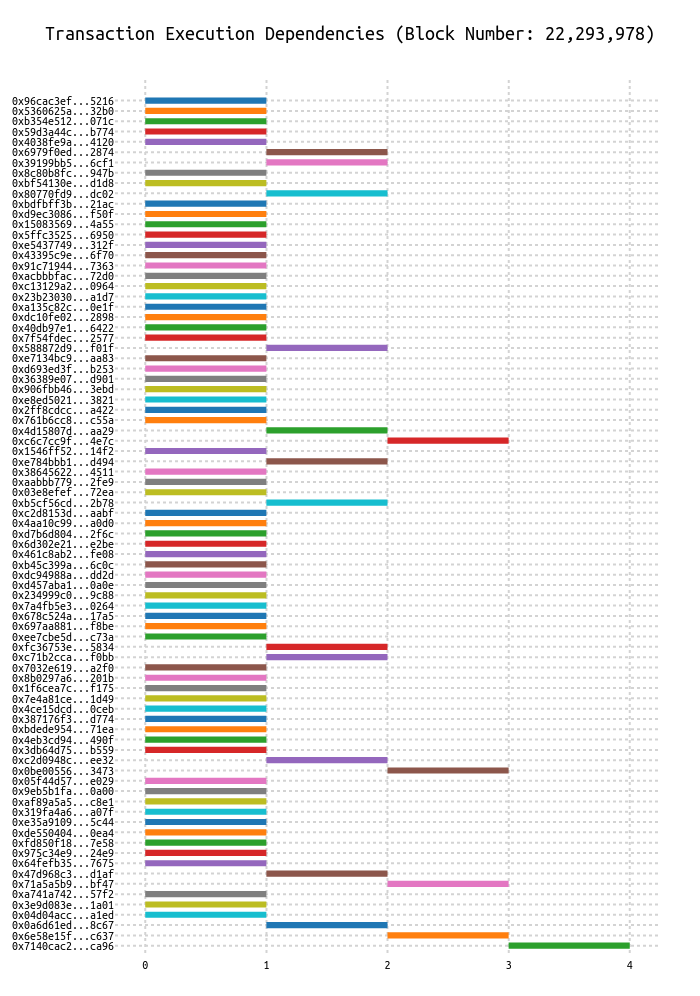 Transaction Execution Dependencies (Block Number: 22,293,978)
0x96cac3ef...5216
0x5360625a...32b0
0xb354e512...071c
0x59d3a44c...b774
0x4038fe9a...4120
0x6979f0ed...2874
0x39199bb5...6cf1
0x8c80b8fc...947b
0xbf54130e...d1d8
0x80770fd9...dc02
0xbdfbff3b...21ac
0xd9ec3086...f50f
0x15083569...4a55
0x5ffc3525...6950
0xe5437749...312f
0x43395c9e...6f70
0x91c71944...7363
0xacbbbfac...72d0
0xc13129a2...0964
0x23b23030...a1d7
0xa135c82c...0e1f
0xdc10fe02...2898
0x40db97e1...6422
0x7f54fdec...2577
0x588872d9...f01f
0xe7134bc9...aa83
0xd693ed3f...b253
0x36389e07...d901
0x906fbb46...3ebd
0xe8ed5021...3821
0x2ff8cdcc...a422
0x761b6cc8...c55a
0x4d15807d...aa29
0xc6c7cc9f...4e7c
0x1546ff52...14f2
0xe784bbb1...d494
0x38645622...4511
0xaabbb779...2fe9
0x03e8efef...72ea
0xb5cf56cd...2b78
0xc2d8153d...aabf
0x4aa10c99...a0d0
0xd7b6d804...2f6c
0x6d302e21...e2be
0x461c8ab2...fe08
0xb45c399a...6c0c
0xdc94988a...dd2d
0xd457aba1...0a0e
0x234999c0...9c88
0x7a4fb5e3...0264
0x678c524a...17a5
0x697aa881...f8be
0xee7cbe5d...c73a
0xfc36753e...5834
0xc71b2cca...f0bb
0x7032e619...a2f0
0x8b0297a6...201b
0x1f6cea7c...f175
0x7e4a81ce...1d49
0x4ce15dcd...0ceb
0x387176f3...d774
0xbdede954...71ea
0x4eb3cd94...490f
0x3db64d75...b559
0xc2d0948c...ee32
0x0be00556...3473
0x05f44d57...e029
0x9eb5b1fa...0a00
0xaf89a5a5...c8e1
0x319fa4a6...a07f
0xe35a9109...5c44
0xde550404...0ea4
0xfd850f18...7e58
0x975c34e9...24e9
0x64fefb35...7675
0x47d968c3...d1af
0x71a5a5b9...bf47
0xa741a742...57f2
0x3e9d083e...1a01
0x04d04acc...a1ed
0x0a6d61ed...8c67
0x6e58e15f...c637
0x7140cac2...ca96
0 1 2 3 4